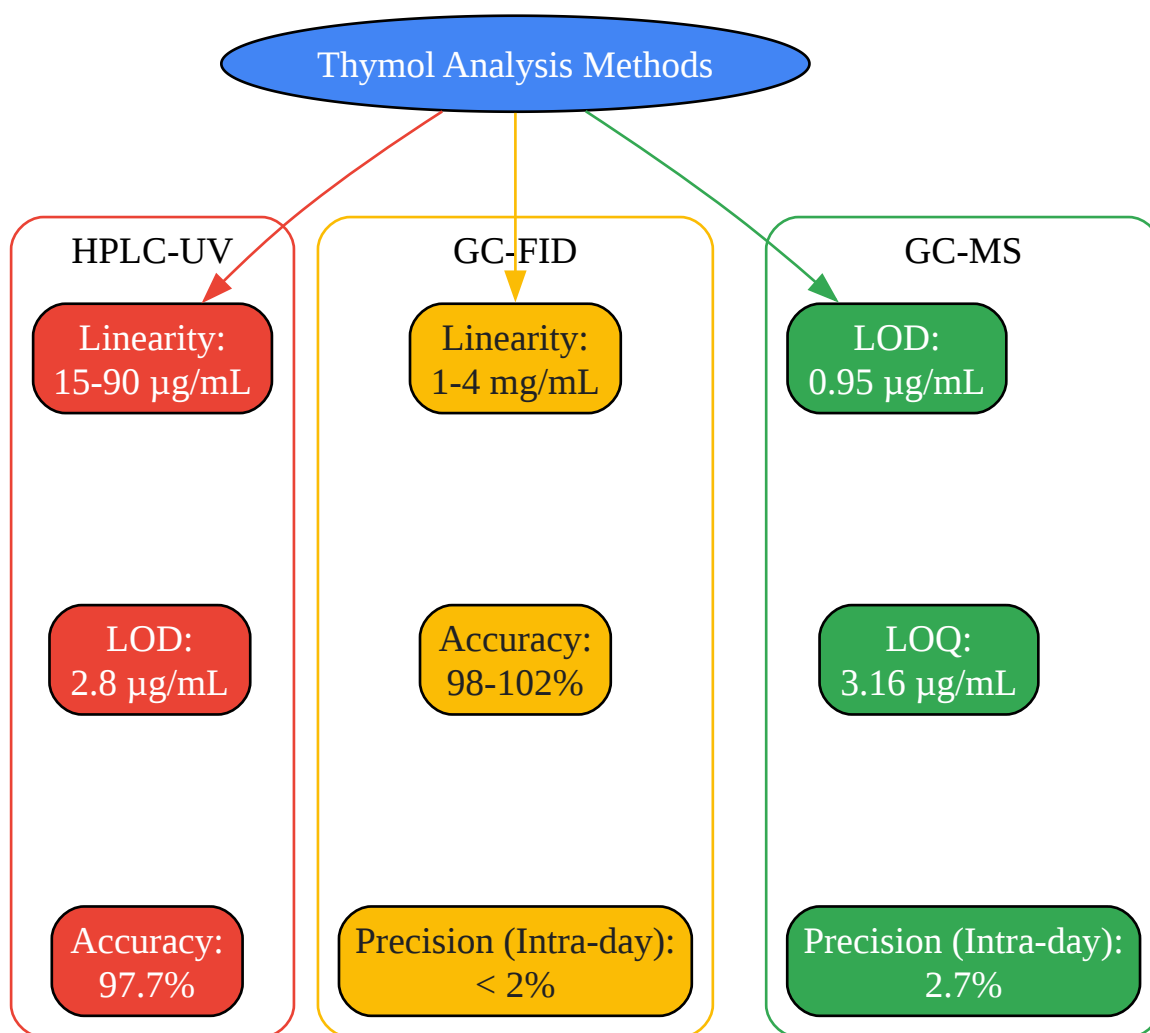 Thymol Analysis Methods
HPLC-UV
Linearity:
15-90 µg/mL
LOD:
2.8 µg/mL
Accuracy:
97.7%
GC-FID
Linearity:
1-4 mg/mL
Accuracy:
98-102%
Precision (Intra-day):
< 2%
GC-MS
LOD:
0.95 µg/mL
LOQ:
3.16 µg/mL
Precision (Intra-day):
2.7%